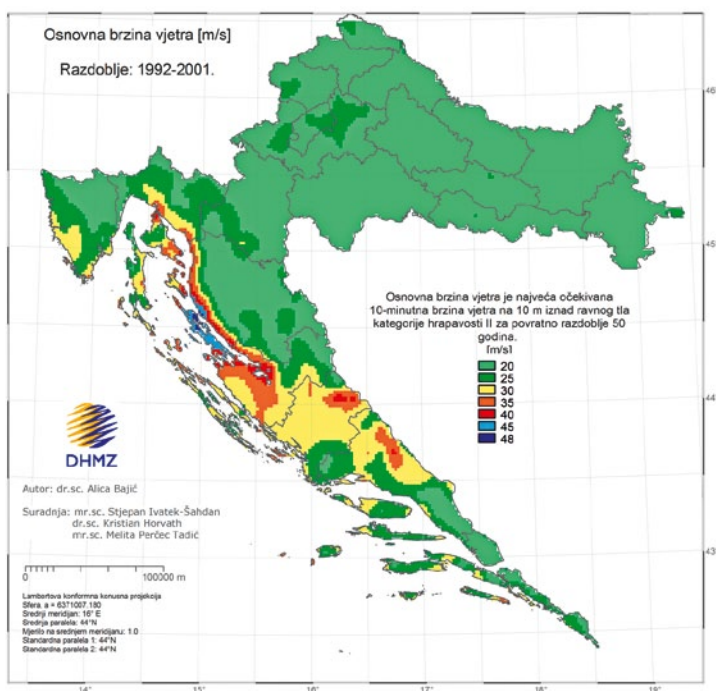 Osnovna brzina vjetra [m/s]
Razdoblje: 1992-2001.
46
45
Osnovna brzina vjetra je najveća očekivana
10-minutna brzina vjetra na 10 m iznad ravnog tla
kategorije hrapavosti II za povratno razdoblje 50
godina.
[m/s]
20
25
30
35
40
45
48
44
DHMZ
Autor: dr.sc. Alica Bajić
Suradnja: mr.sc. Stjepan Ivatek-Šahdan
dr.sc. Kristian Horvath
mr.sc. Melita Perčec Tadić
43
0
100000 m
Lambertova konformna konusna projekcija
Sfera, a = 6371007.180
Srednji meridijan: 16° E
Srednja paralela: 44°N
Mjerilo na srednjem meridijanu: 1.0
Standardna paralela 1: 44°N
Standardna paralela 2: 44°N
14° 15° 16° 17° 18° 19°